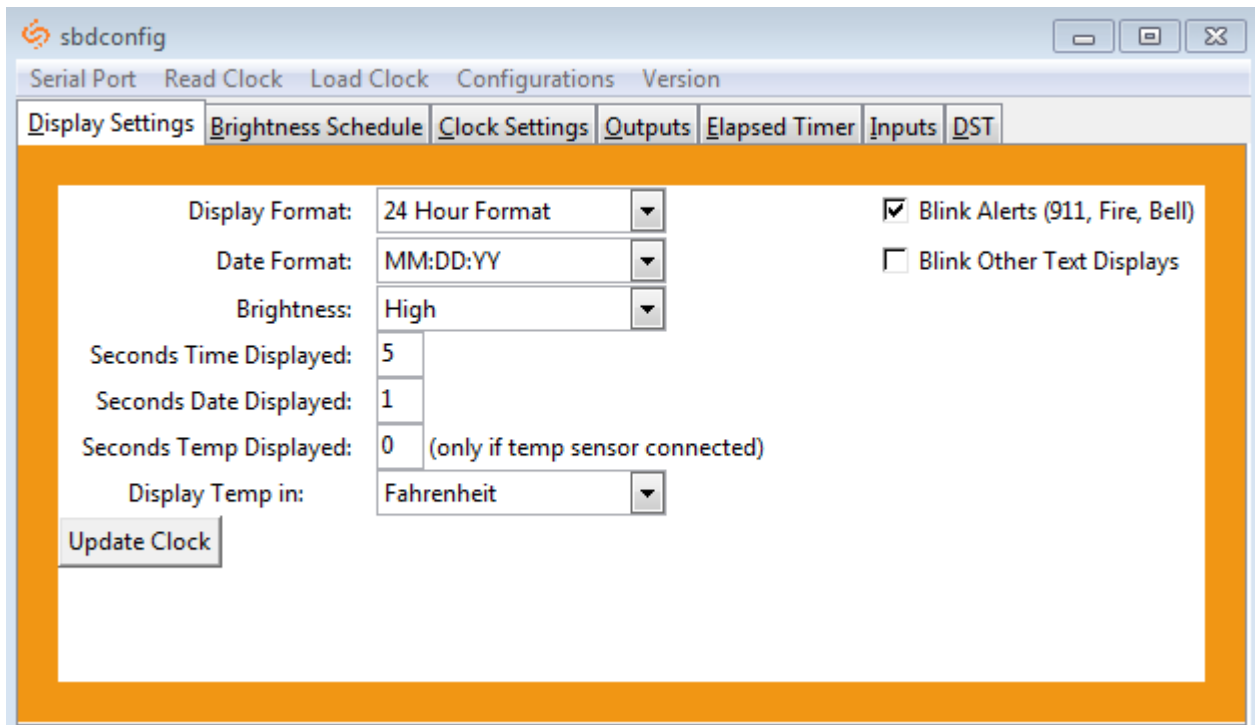 sbdconfig
Serial Port Read Clock Load Clock Configurations Version
Display Settings Brightness Schedule Clock Settings Outputs Elapsed Timer Inputs DST
Display Format: 24 Hour Format Blink Alerts (911, Fire, Bell)
Date Format: MM:DD:YY Blink Other Text Displays
Brightness: High
Seconds Time Displayed: 5
Seconds Date Displayed: 1
Seconds Temp Displayed: 0 (only if temp sensor connected)
Display Temp in: Fahrenheit
Update Clock